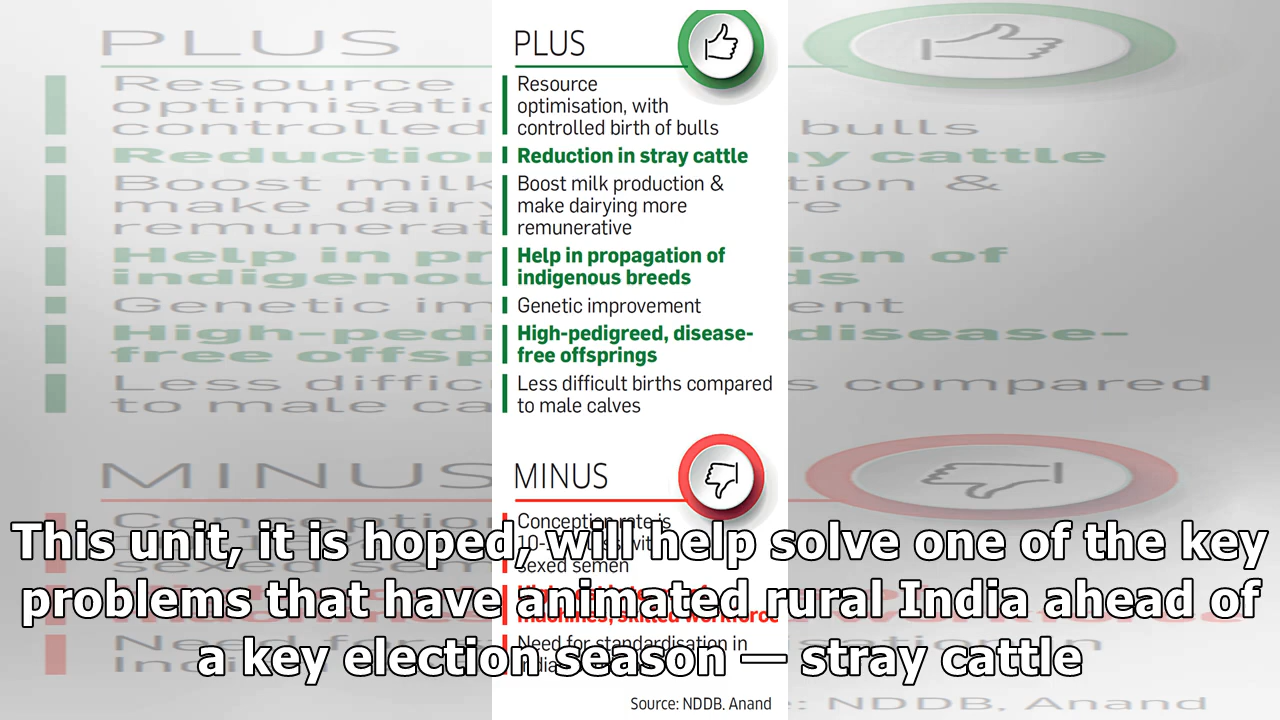 PLUS
Resource
optimisation, with
controlled birth of bulls
Reduction in stray cattle
Boost milk production &
make dairying more
remunerative
Help in propagation of
indigenous breeds
Genetic improvement
High-pedigreed, disease-
free offsprings
Less difficult births compared
to male calves
MINUS
Conception rate is
sexed semen
machines, skilled workforce
Need for standardisation in
This unit, it is hoped, will help solve one of the key
problems that have animated rural India ahead of
a key election season — stray cattle
Source: NDDB, Anand